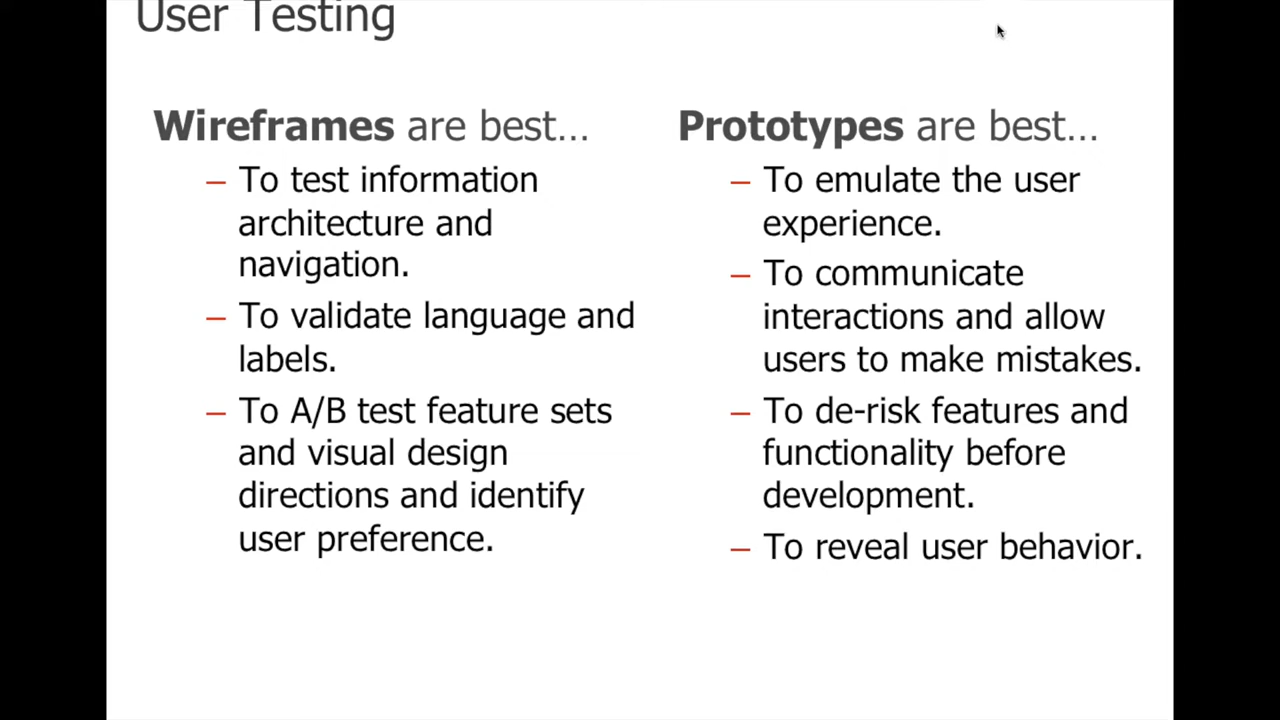 User Testing
Wireframes are best...
– To test information
architecture and
navigation.
– To validate language and
labels.
– To A/B test feature sets
and visual design
directions and identify
user preference.
Prototypes are best...
– To emulate the user
experience.
– To communicate
interactions and allow
users to make mistakes.
– To de-risk features and
functionality before
development.
– To reveal user behavior.